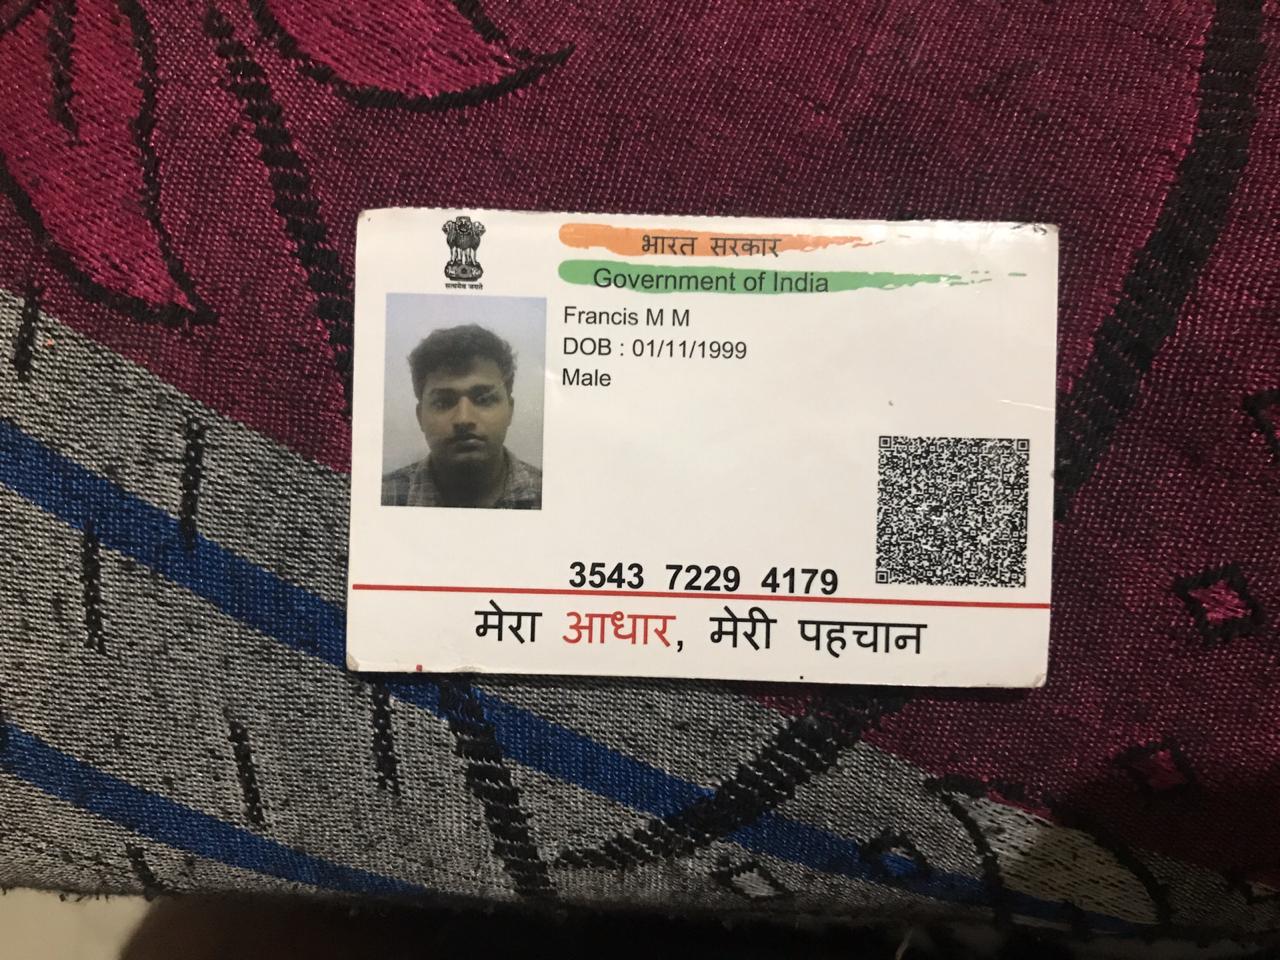 सत्यमेव जयते
भारत सरकार
Government of India
Francis M M
DOB : 01/11/1999
Male
3543 7229 4179
मेरा आधार, मेरी पहचान